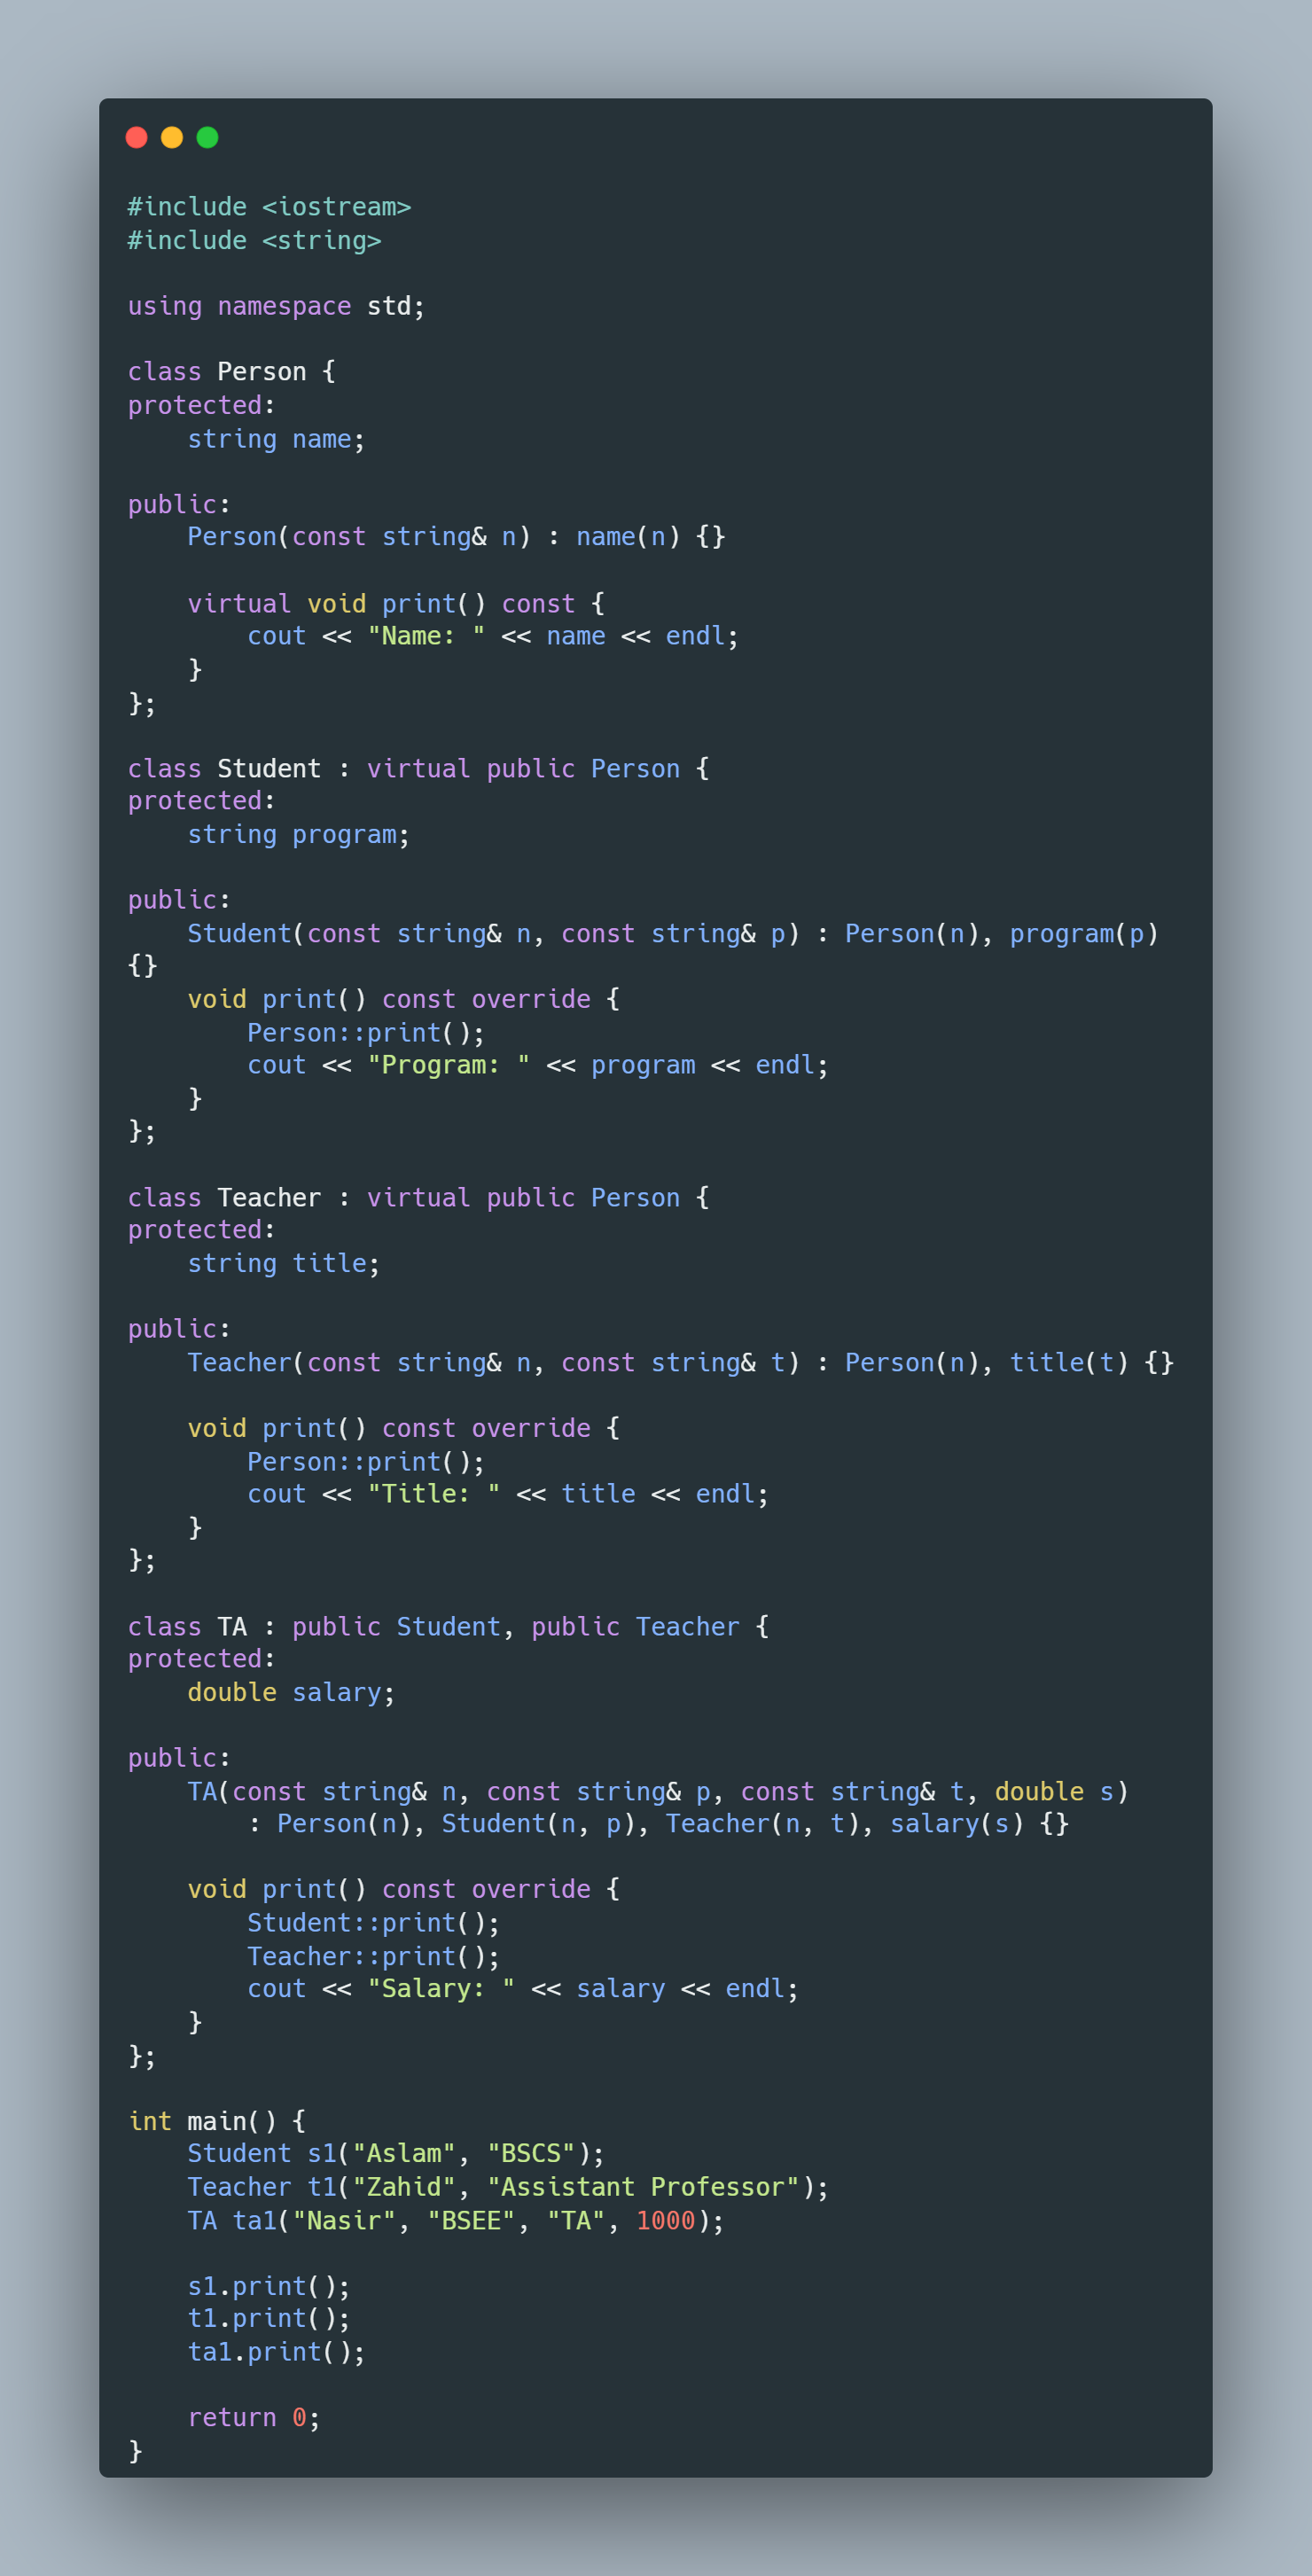 #include <iostream>
#include <string>

using namespace std;

class Person {
protected:
    string name;

public:
    Person(const string& n) : name(n) {}

    virtual void print() const {
        cout << "Name: " << name << endl;
    }
};

class Student : virtual public Person {
protected:
    string program;

public:
    Student(const string& n, const string& p) : Person(n), program(p)
{}
    void print() const override {
        Person::print();
        cout << "Program: " << program << endl;
    }
};

class Teacher : virtual public Person {
protected:
    string title;

public:
    Teacher(const string& n, const string& t) : Person(n), title(t) {}

    void print() const override {
        Person::print();
        cout << "Title: " << title << endl;
    }
};

class TA : public Student, public Teacher {
protected:
    double salary;

public:
    TA(const string& n, const string& p, const string& t, double s)
        : Person(n), Student(n, p), Teacher(n, t), salary(s) {}

    void print() const override {
        Student::print();
        Teacher::print();
        cout << "Salary: " << salary << endl;
    }
};

int main() {
    Student s1("Aslam", "BSCS");
    Teacher t1("Zahid", "Assistant Professor");
    TA ta1("Nasir", "BSEE", "TA", 1000);

    s1.print();
    t1.print();
    ta1.print();

    return 0;
}